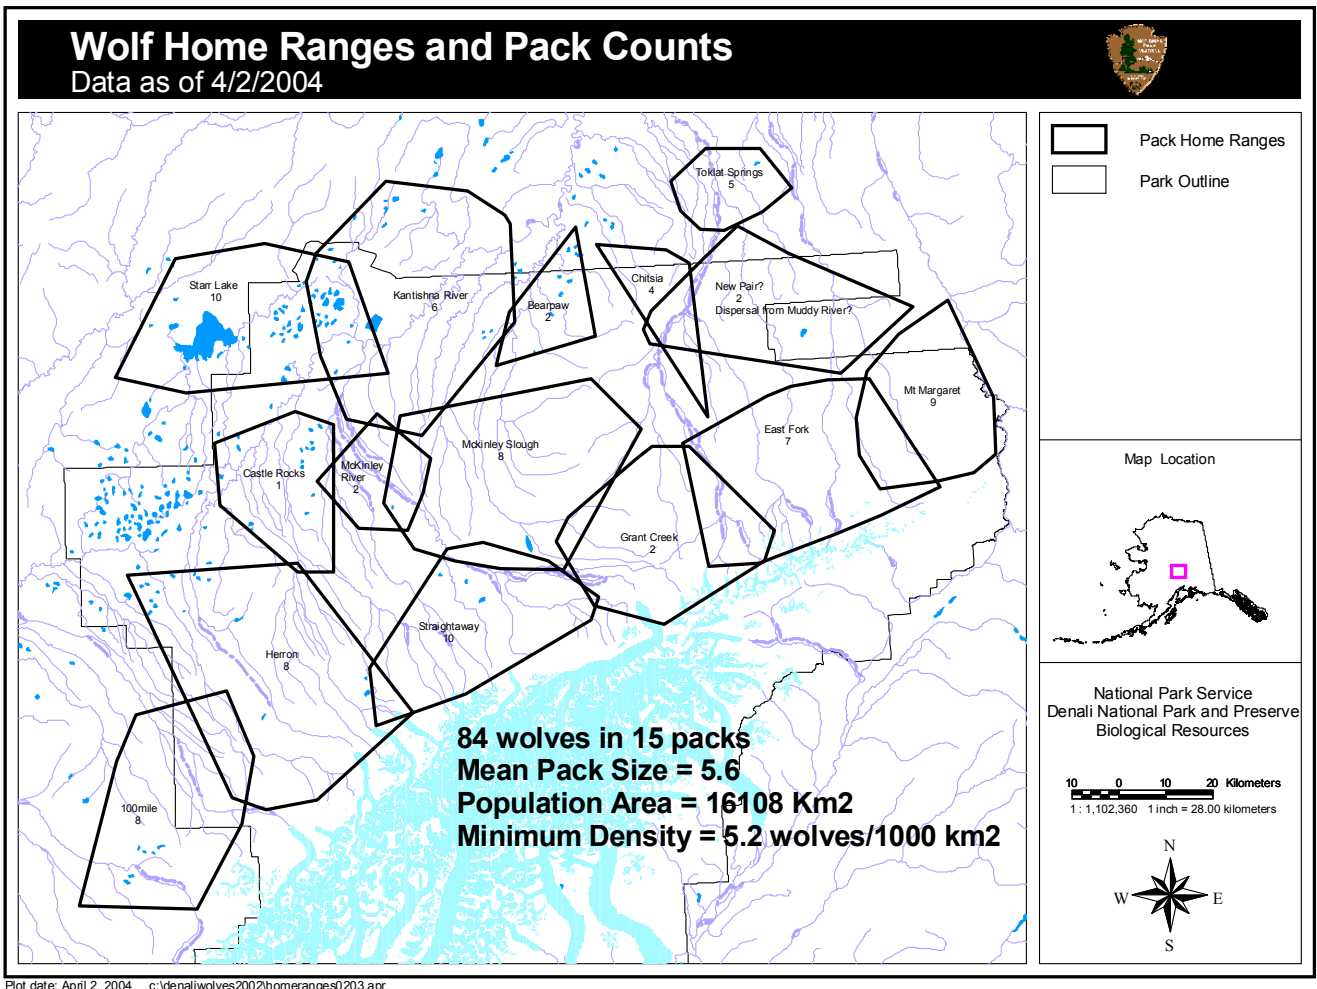 Wolf Home Ranges and Pack Counts
Data as of 4/2/2004
Toklat Springs
5
Starr Lake
10
Kantishna River
6
Bearpaw
2
Chitsia
4
New Pair?
2
Dispersal from Muddy River?
Mt Margaret
9
East Fork
7
Mckinley Slough
8
Castle Rocks
1
McKinley
River
2
Grant Creek
2
Straightaway
10
Herron
8
100mile
8
84 wolves in 15 packs
Mean Pack Size = 5.6
Population Area = 16108 Km2
Minimum Density = 5.2 wolves/1000 km2
Pack Home Ranges
Park Outline
Map Location
National Park Service
Denali National Park and Preserve
Biological Resources
10 0 10 20 Kilometers
1 : 1,102,360 1 inch = 28.00 kilometers
N
W E
S
Plot date: April 2, 2004 c:\denaliwolves2002\homeranges0203.apr